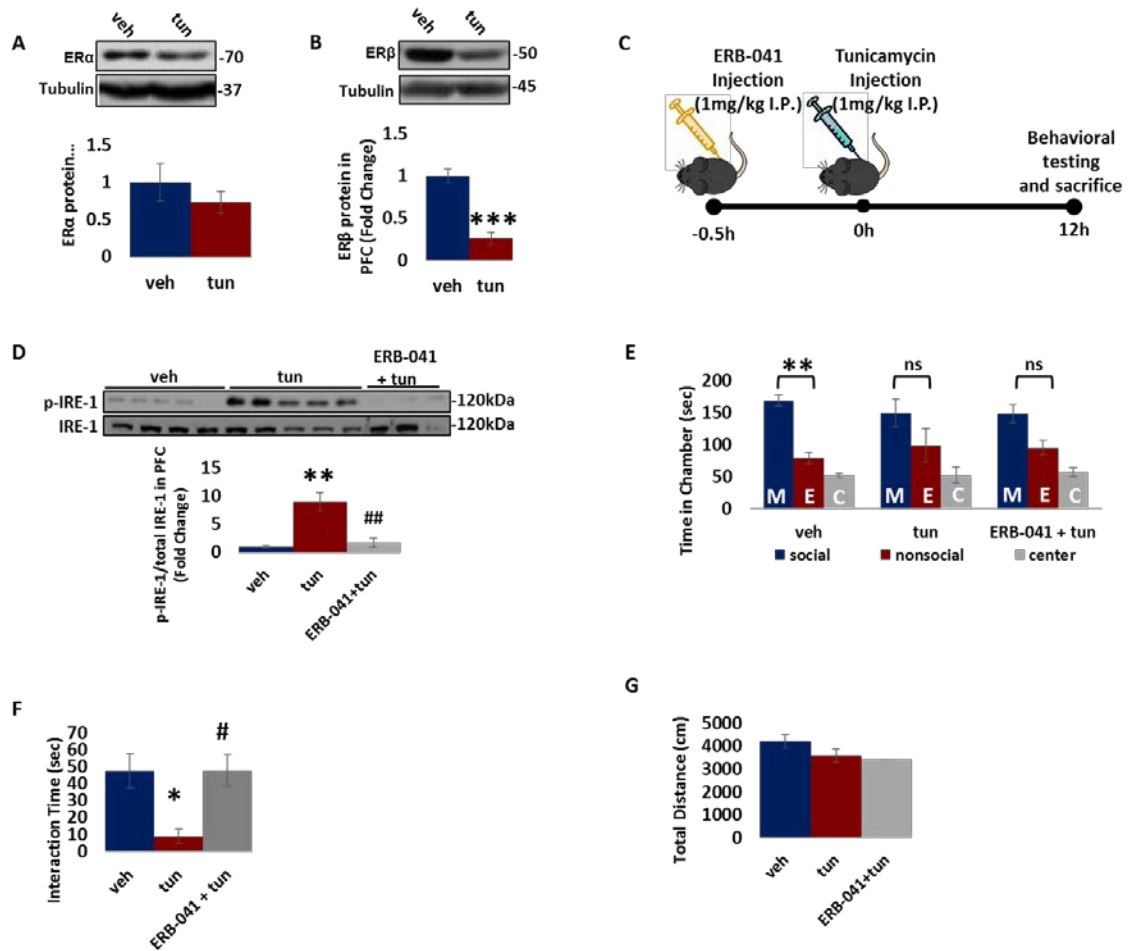 A
veh
tun
ERα
-70
Tubulin
-37
ERα protein...
1.5
1
0.5
0
veh
tun
B
veh
tun
ERβ
-50
Tubulin
-45
ERβ protein in
PFC (Fold Change)
1.5
1
0.5
0
***
veh
tun
C
ERB-041
Injection
(1mg/kg I.P.)
Tunicamycin
Injection
(1mg/kg I.P.)
Behavioral
testing
and sacrifice
-0.5h
0h
12h
D
veh
tun
ERB-041
+ tun
p-IRE-1
-120kDa
IRE-1
-120kDa
p-IRE-1/total IRE-1 in PFC
(Fold Change)
15
10
5
0
**
##
veh
tun
ERB-041+tun
E
Time in Chamber (sec)
200
150
100
50
0
**
ns
ns
M E C
M E C
M E C
veh
tun
ERB-041 + tun
social
nonsocial
center
F
Interaction Time (sec)
70
60
50
40
30
20
10
0
*
#
veh
tun
ERB-041 + tun
G
Total Distance (cm)
5000
4000
3000
2000
1000
0
veh
tun
ERB-041+tun